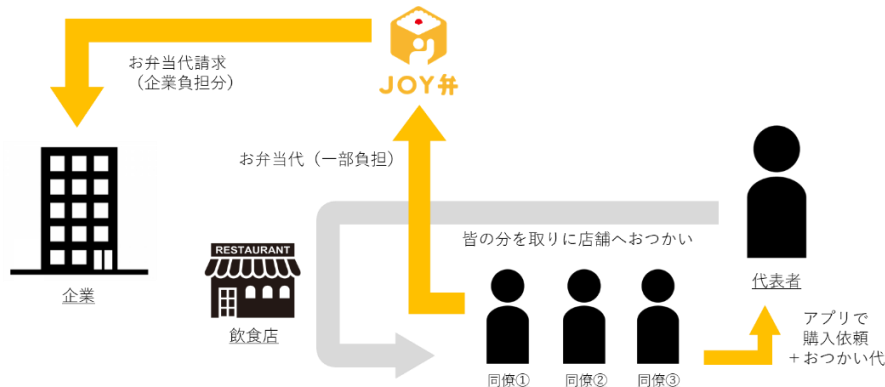 JOY弁
お弁当代請求
（企業負担分）
お弁当代（一部負担）
皆の分を取りに店舗へおつかい
RESTAURANT
企業
飲食店
代表者
アプリで
購入依頼
＋おつかい代
同僚①
同僚②
同僚③